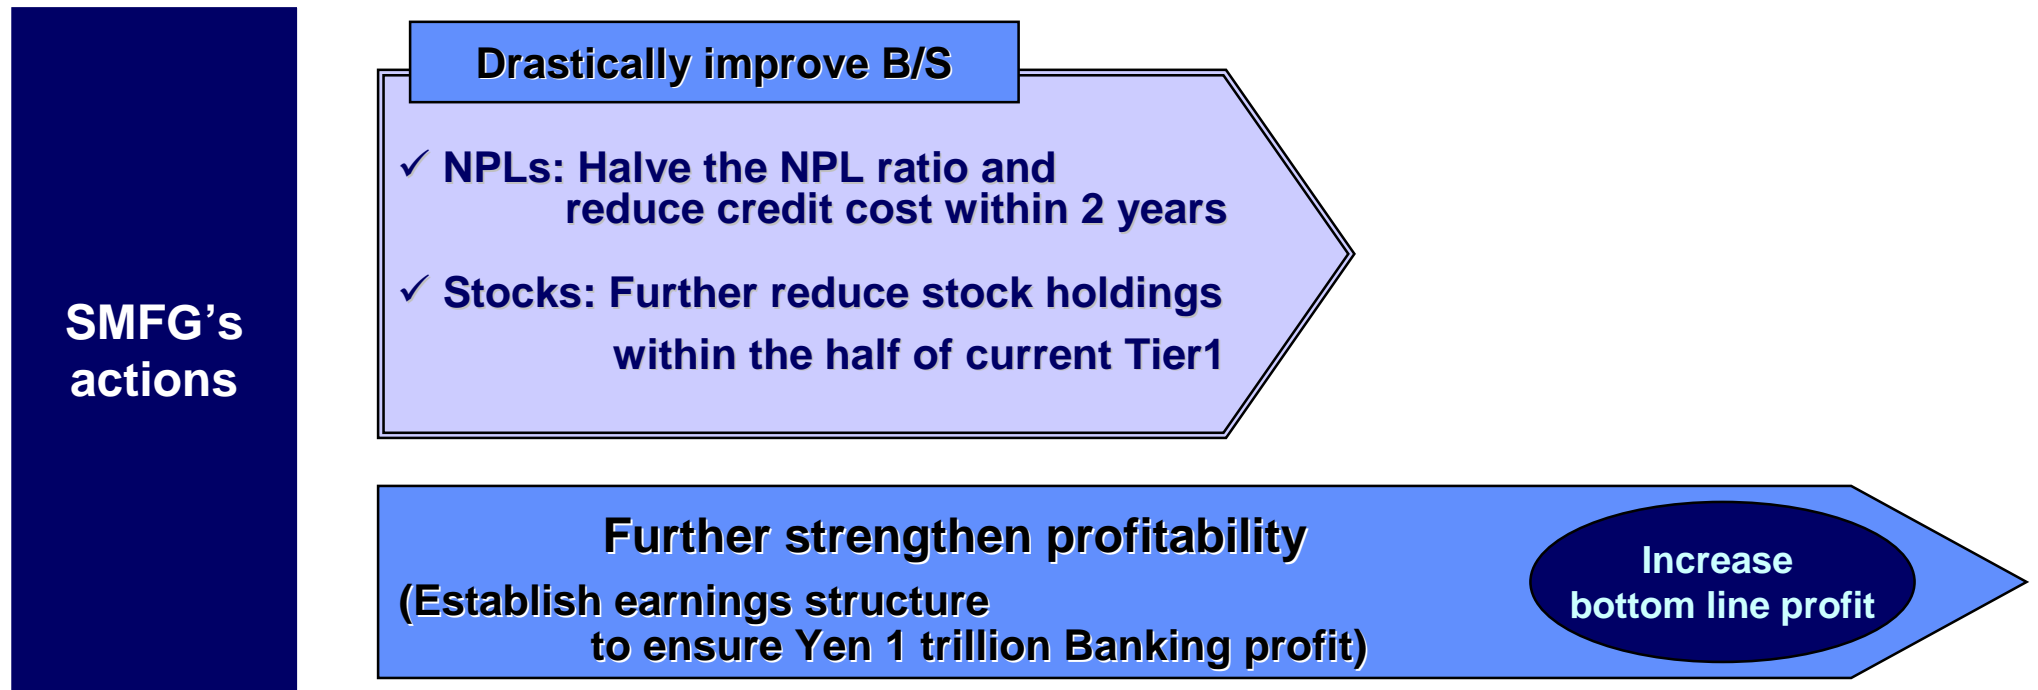 SMFG’s
actions
Drastically improve B/S
✓ NPLs: Halve the NPL ratio and
reduce credit cost within 2 years
✓ Stocks: Further reduce stock holdings
within the half of current Tier1
Further strengthen profitability
(Establish earnings structure
to ensure Yen 1 trillion Banking profit)
Increase
bottom line profit